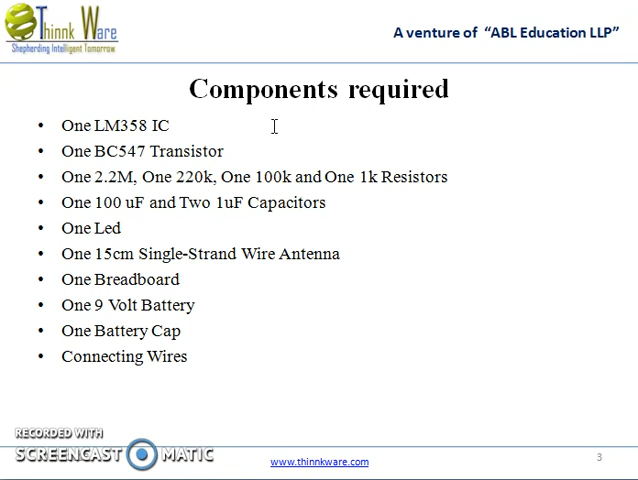 Thinnk Ware
Shepherding Intelligent Tomorrow
A venture of “ABL Education LLP”
Components required
• One LM358 IC
• One BC547 Transistor
• One 2.2M, One 220k, One 100k and One 1k Resistors
• One 100 uF and Two 1uF Capacitors
• One Led
• One 15cm Single-Strand Wire Antenna
• One Breadboard
• One 9 Volt Battery
• One Battery Cap
• Connecting Wires
RECORDED WITH
SCREENCAST MATIC
www.thinnkware.com
3